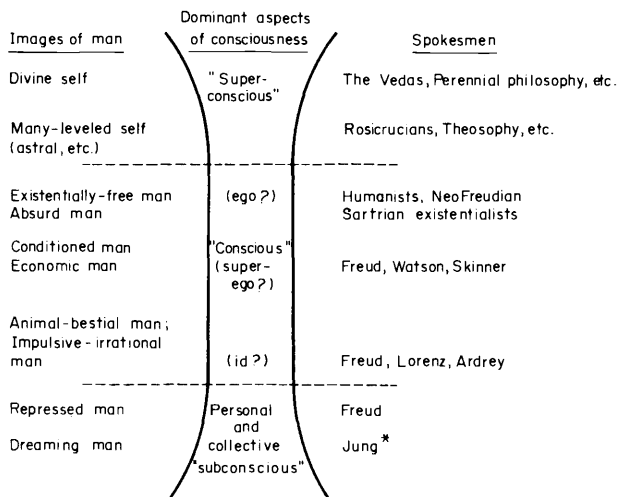 Dominant aspects
Images of man of consciousness Spokesmen
Divine self "Super- The Vedas, Perennial philosophy, etc.
conscious"
Many-leveled self Rosicrucians, Theosophy, etc.
(astral, etc.)
Existentially-free man (ego?) Humanists, NeoFreudian
Absurd man Sartrian existentialists
Conditioned man "Conscious"
Economic man (super- Freud, Watson, Skinner
ego?)
Animal-bestial man;
Impulsive-irrational
man (id?) Freud, Lorenz, Ardrey
Repressed man Personal Freud
and
Dreaming man collective Jung*
"subconscious"